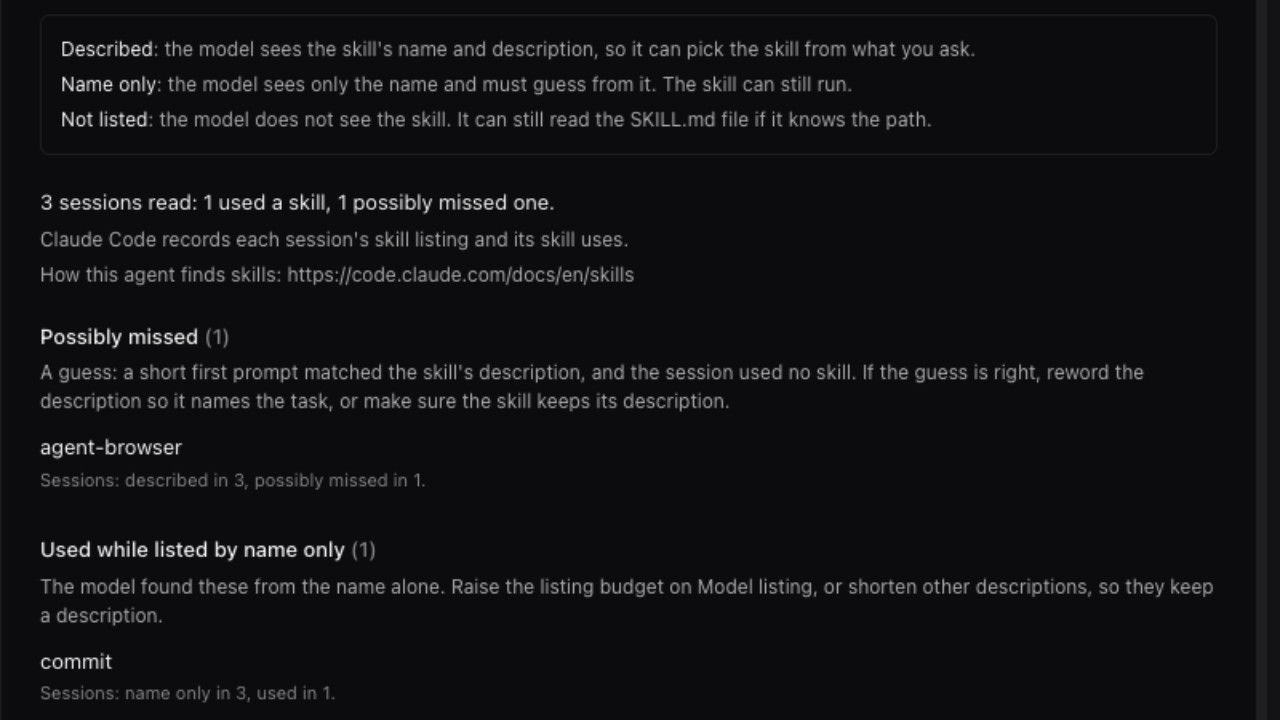 Described: the model sees the skill's name and description, so it can pick the skill from what you ask.
Name only: the model sees only the name and must guess from it. The skill can still run.
Not listed: the model does not see the skill. It can still read the SKILL.md file if it knows the path.
3 sessions read: 1 used a skill, 1 possibly missed one.
Claude Code records each session's skill listing and its skill uses.
How this agent finds skills: https://code.claude.com/docs/en/skills
Possibly missed (1)
A guess: a short first prompt matched the skill's description, and the session used no skill. If the guess is right, reword the
description so it names the task, or make sure the skill keeps its description.
agent-browser
Sessions: described in 3, possibly missed in 1.
Used while listed by name only (1)
The model found these from the name alone. Raise the listing budget on Model listing, or shorten other descriptions, so they keep
a description.
commit
Sessions: name only in 3, used in 1.